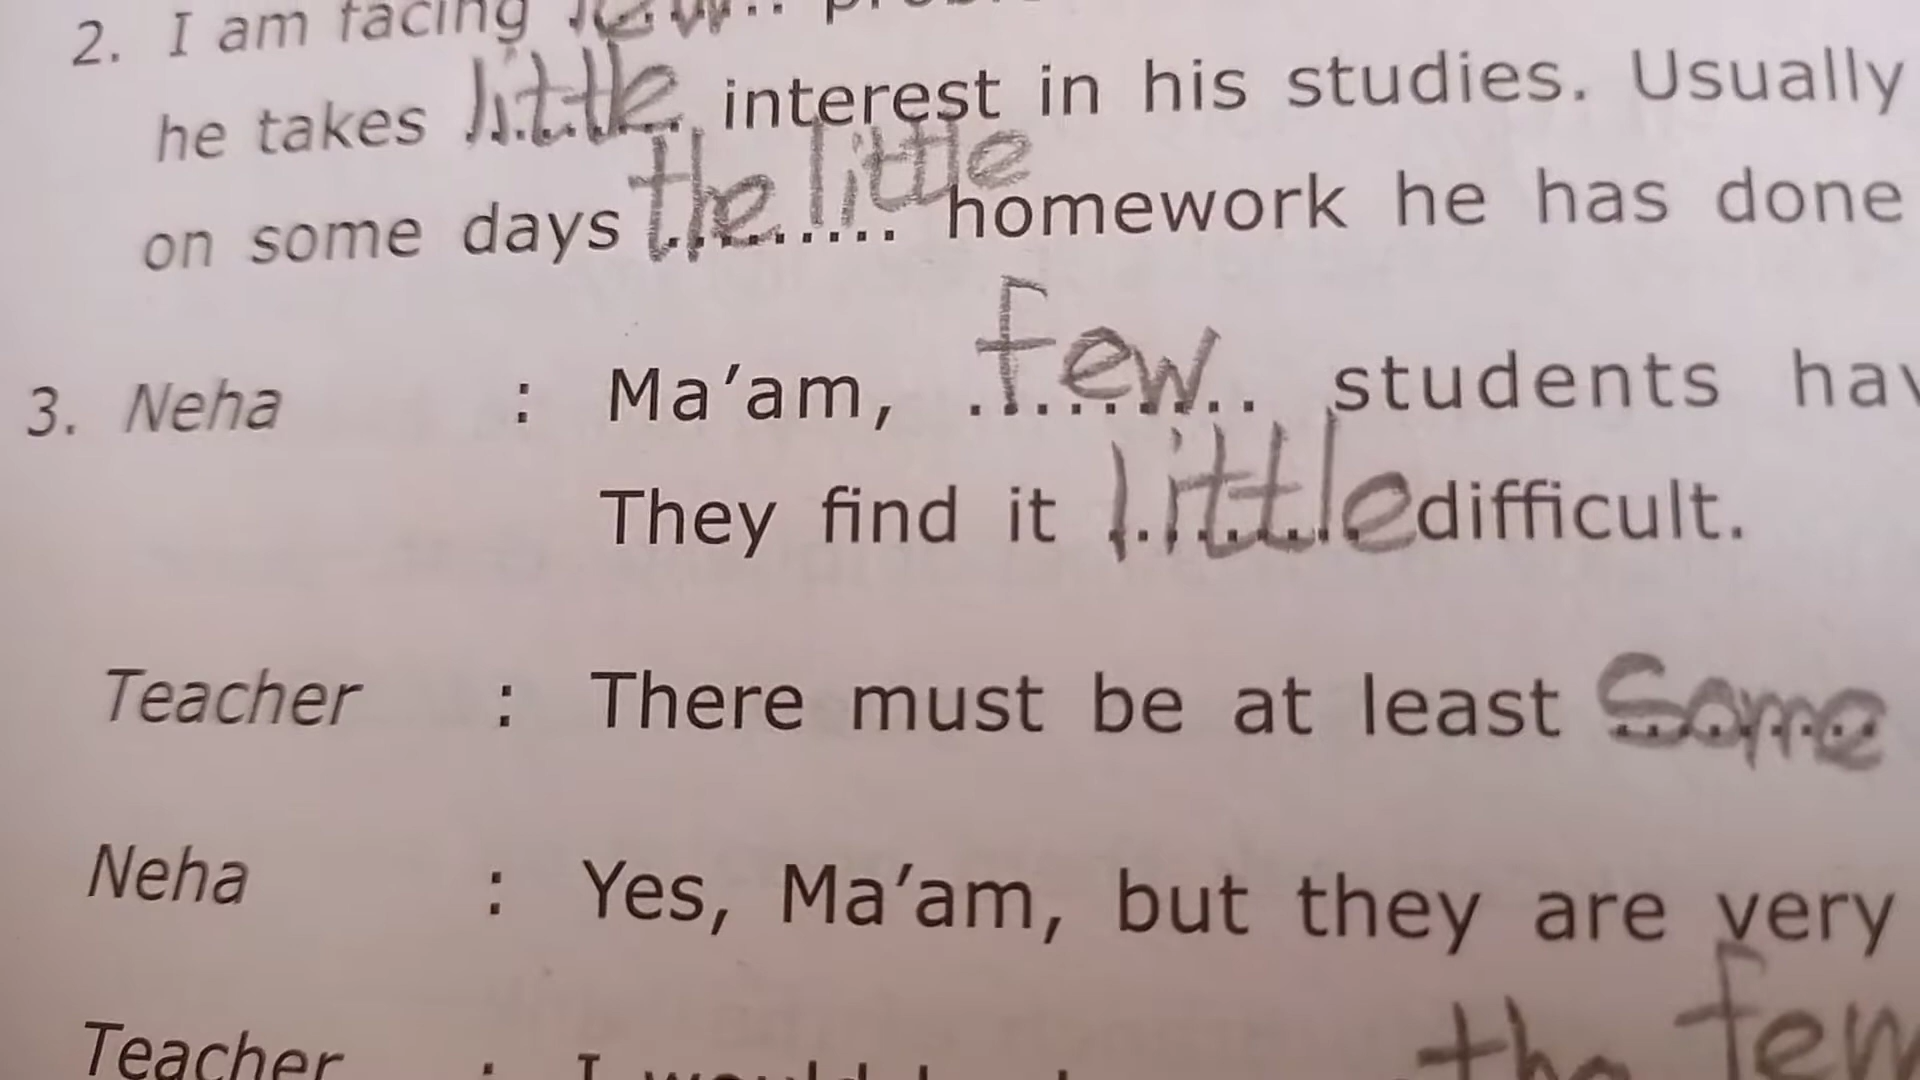 2. I am facing few
he takes little interest in his studies. Usually
on some days the little homework he has done
3. Neha : Ma'am, few students
They find it little difficult.
Teacher : There must be at least Some
Neha : Yes, Ma'am, but they are very
Teacher : I would the few